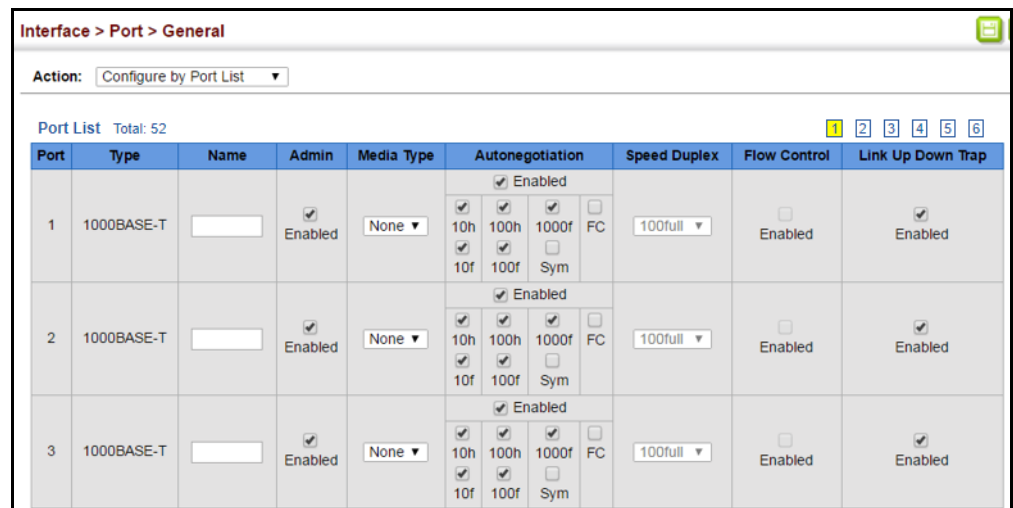 Interface > Port > General
Action: Configure by Port List
Port List Total: 52
1 2 3 4 5 6
Port Type Name Admin Media Type Autonegotiation Speed Duplex Flow Control Link Up Down Trap
Enabled
1 1000BASE-T Enabled None 10h 100h 1000f FC 100full Enabled Enabled
10f 100f Sym
Enabled
2 1000BASE-T Enabled None 10h 100h 1000f FC 100full Enabled Enabled
10f 100f Sym
Enabled
3 1000BASE-T Enabled None 10h 100h 1000f FC 100full Enabled Enabled
10f 100f Sym